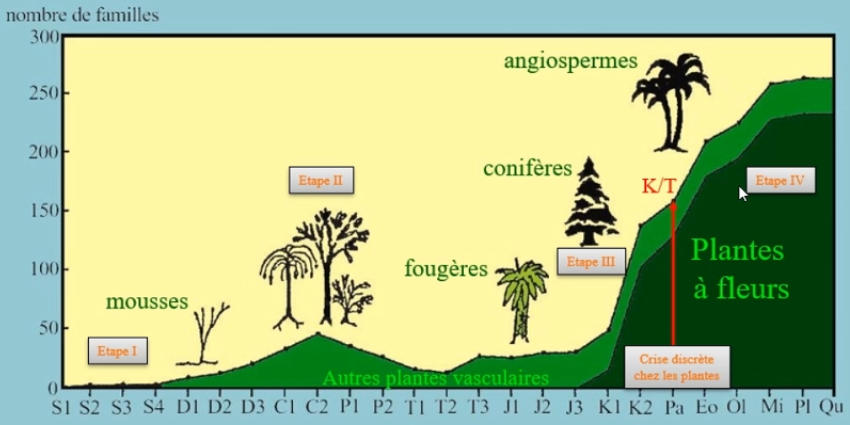 nombre de familles
300
250
200
150
100
50
0
angiospermes
conifères
fougères
mousses
Etape I
Etape II
Etape III
Etape IV
K/T
Plantes
à fleurs
Crise discrète
chez les plantes
Autres plantes vasculaires
S1 S2 S3 S4 D1 D2 D3 C1 C2 P1 P2 T1 T2 T3 J1 J2 J3 K1 K2 Pa Eo Ol Mi Pl Qu